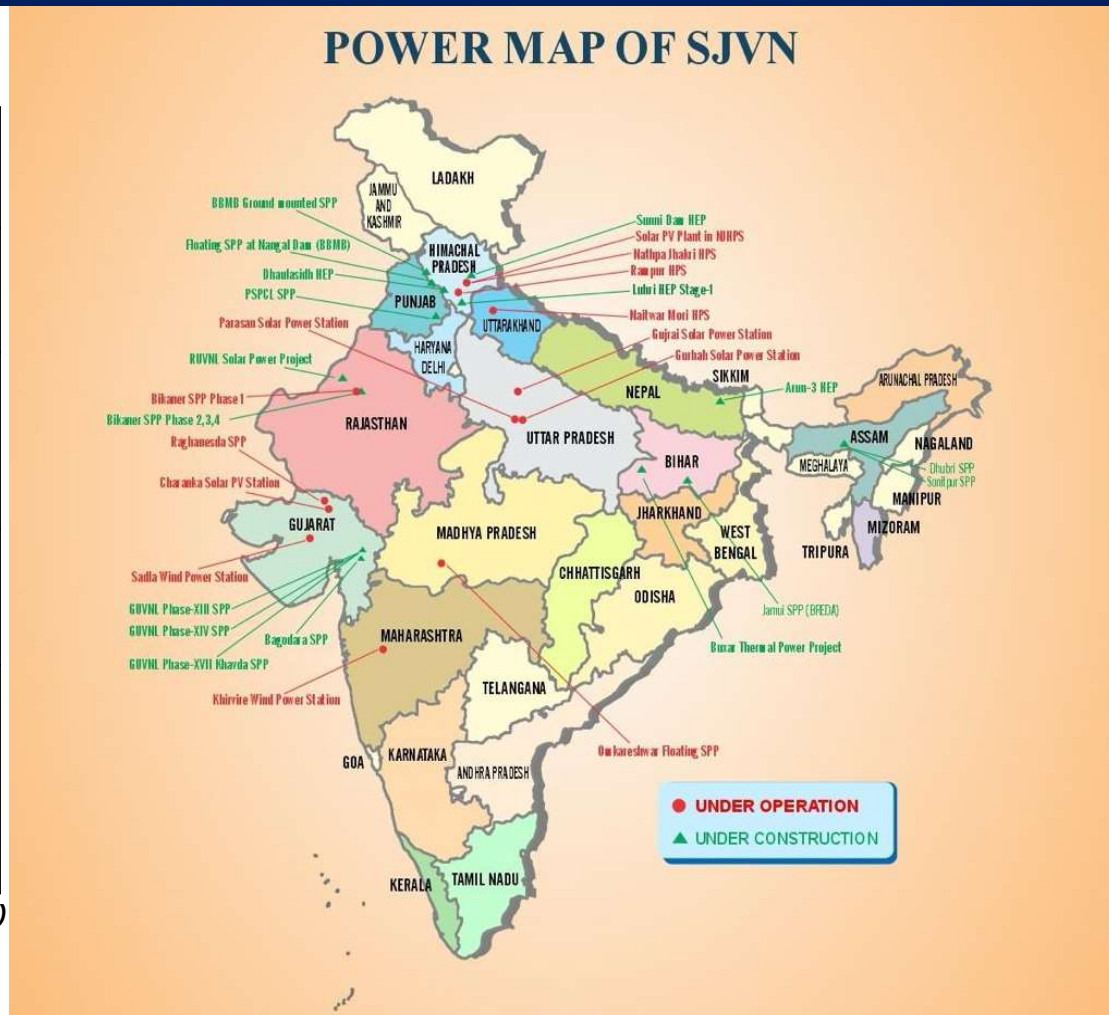 POWER MAP OF SJVN
LADAKH
JAMMU
AND
KASHMIR
BBMB Ground mounted SPP
Floating SPP at Nangal Dam (BBMB)
Dhaulasidh HEP
PSPCL SPP
Parasan Solar Power Station
RUVNL Solar Power Project
Bikaner SPP Phase 1
Bikaner SPP Phase 2,3,4
Raghanesda SPP
Charanka Solar PV Station
Sadla Wind Power Station
GUVNL Phase-XIII SPP
GUVNL Phase-XIV SPP
GUVNL Phase-XVII Khavda SPP
Bagodara SPP
Khirvire Wind Power Station
HIMACHAL
PRADESH
PUNJAB
HARYANA
DELHI
UTTARAKHAND
RAJASTHAN
UTTAR PRADESH
NEPAL
SIKKIM
BIHAR
JHARKHAND
WEST
BENGAL
GUJARAT
MADHYA PRADESH
CHHATTISGARH
ODISHA
MAHARASHTRA
TELANGANA
GOA
KARNATAKA
ANDHRA PRADESH
KERALA
TAMIL NADU
ARUNACHAL PRADESH
ASSAM
NAGALAND
MEGHALAYA
MANIPUR
TRIPURA
MIZORAM
Sunni Dam HEP
Solar PV Plant in NJHPS
Nathpa Jhakri HPS
Rampur HPS
Luhri HEP Stage-1
Naitwar Mori HPS
Gujrai Solar Power Station
Gurhah Solar Power Station
Arun-3 HEP
Dhubri SPP
Sonitpur SPP
Jamui SPP (BREDA)
Buxar Thermal Power Project
Omkareshwar Floating SPP
UNDER OPERATION
UNDER CONSTRUCTION
)